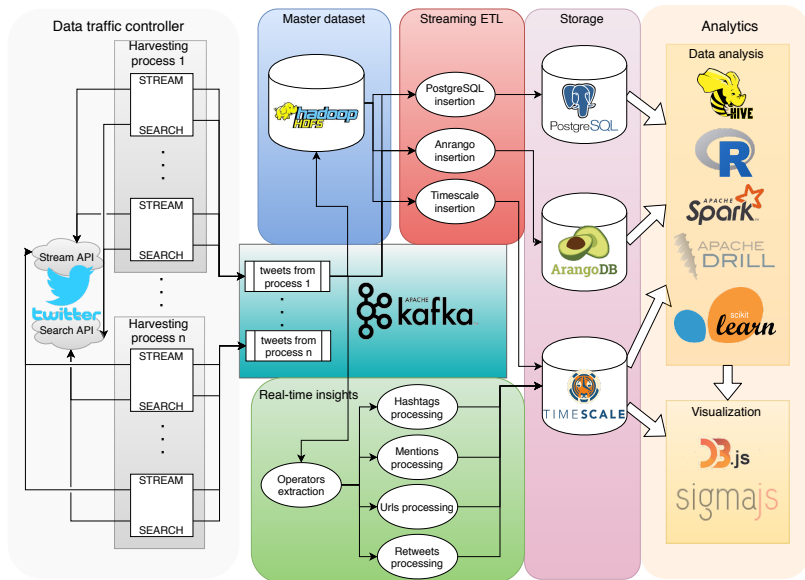 Data traffic controller
Harvesting
process 1
STREAM
SEARCH
STREAM
SEARCH
Stream API
twitter
Search API
Harvesting
process n
STREAM
SEARCH
STREAM
SEARCH
Master dataset
hadoop
HDFS
Streaming ETL
PostgreSQL
insertion
Anrango
insertion
Timescale
insertion
tweets from
process 1
tweets from
process n
APACHE
kafka
Real-time insights
Operators
extraction
Hashtags
processing
Mentions
processing
Urls processing
Retweets
processing
Storage
PostgreSQL
ArangoDB
TIMESCALE
Analytics
Data analysis
HIVE
R
APACHE
Spark
APACHE
DRILL
scikit
learn
Visualization
D3.js
sigmajs